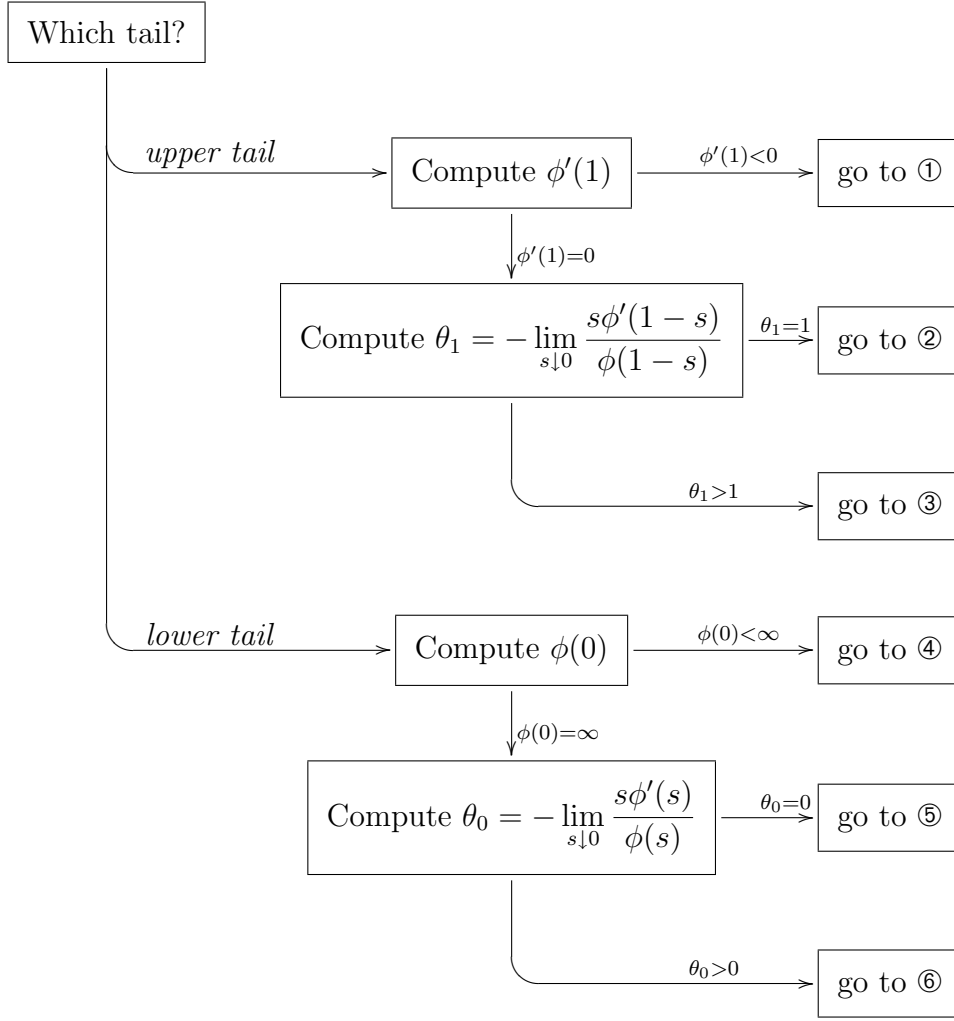 Which tail?
upper tail
Compute ϕ′(1)
ϕ′(1)<0
go to ①
ϕ′(1)=0
Compute θ₁ = − lim_{s↓0} sϕ′(1 − s)/ϕ(1 − s)
θ₁=1
go to ②
θ₁>1
go to ③
lower tail
Compute ϕ(0)
ϕ(0)<∞
go to ④
ϕ(0)=∞
Compute θ₀ = − lim_{s↓0} sϕ′(s)/ϕ(s)
θ₀=0
go to ⑤
θ₀>0
go to ⑥